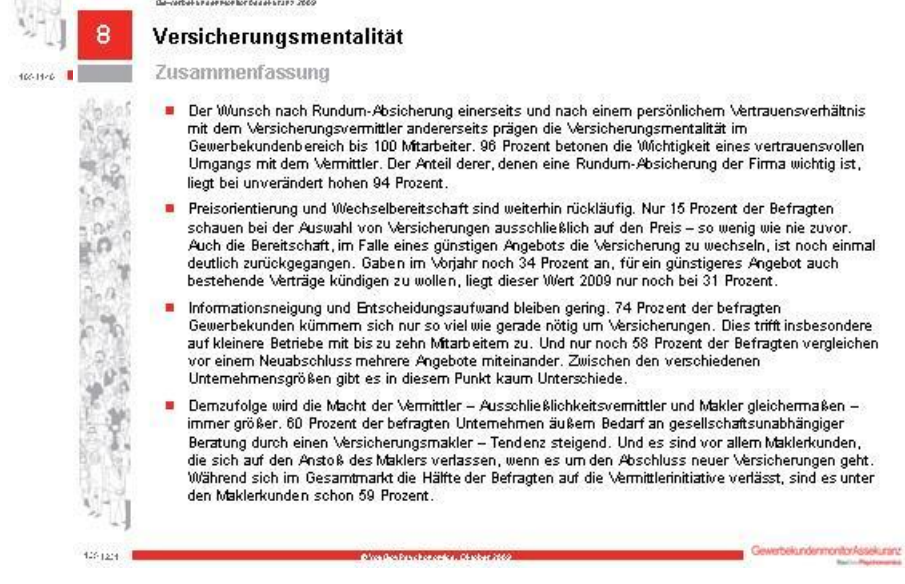 Gewerbekundenmonitor Assekuranz 2009
8
Versicherungsmentalität
Zusammenfassung
Der Wunsch nach Rundum-Absicherung einerseits und nach einem persönlichem Vertrauensverhältnis
mit dem Versicherungsvermittler andererseits prägen die Versicherungsmentalität im
Gewerbekundenbereich bis 100 Mitarbeiter. 96 Prozent betonen die Wichtigkeit eines vertrauensvollen
Umgangs mit dem Vermittler. Der Anteil derer, denen eine Rundum-Absicherung der Firma wichtig ist,
liegt bei unverändert hohen 94 Prozent.
Preisorientierung und Wechselbereitschaft sind weiterhin rückläufig. Nur 15 Prozent der Befragten
schauen bei der Auswahl von Versicherungen ausschließlich auf den Preis – so wenig wie nie zuvor.
Auch die Bereitschaft, im Falle eines günstigen Angebots die Versicherung zu wechseln, ist noch einmal
deutlich zurückgegangen. Gaben im Vorjahr noch 34 Prozent an, für ein günstigeres Angebot auch
bestehende Verträge kündigen zu wollen, liegt dieser Wert 2009 nur noch bei 31 Prozent.
Informationsneigung und Entscheidungsaufwand bleiben gering. 74 Prozent der befragten
Gewerbekunden kümmern sich nur so viel wie gerade nötig um Versicherungen. Dies trifft insbesondere
auf kleinere Betriebe mit bis zu zehn Mitarbeitern zu. Und nur noch 58 Prozent der Befragten vergleichen
vor einem Neuabschluss mehrere Angebote miteinander. Zwischen den verschiedenen
Unternehmensgrößen gibt es in diesem Punkt kaum Unterschiede.
Demzufolge wird die Macht der Vermittler – Ausschließlichkeitsvermittler und Makler gleichermaßen –
immer größer. 60 Prozent der befragten Unternehmen äußern Bedarf an gesellschaftsunabhängiger
Beratung durch einen Versicherungsmakler – Tendenz steigend. Und es sind vor allem Maklerkunden,
die sich auf den Anstoß des Maklers verlassen, wenn es um den Abschluss neuer Versicherungen geht.
Während sich im Gesamtmarkt die Hälfte der Befragten auf die Vermittlerinitiative verlässt, sind es unter
den Maklerkunden schon 59 Prozent.
© YouGovPsychonomics, Oktober 2009
GewerbekundenmonitorAssekuranz
YouGovPsychonomics